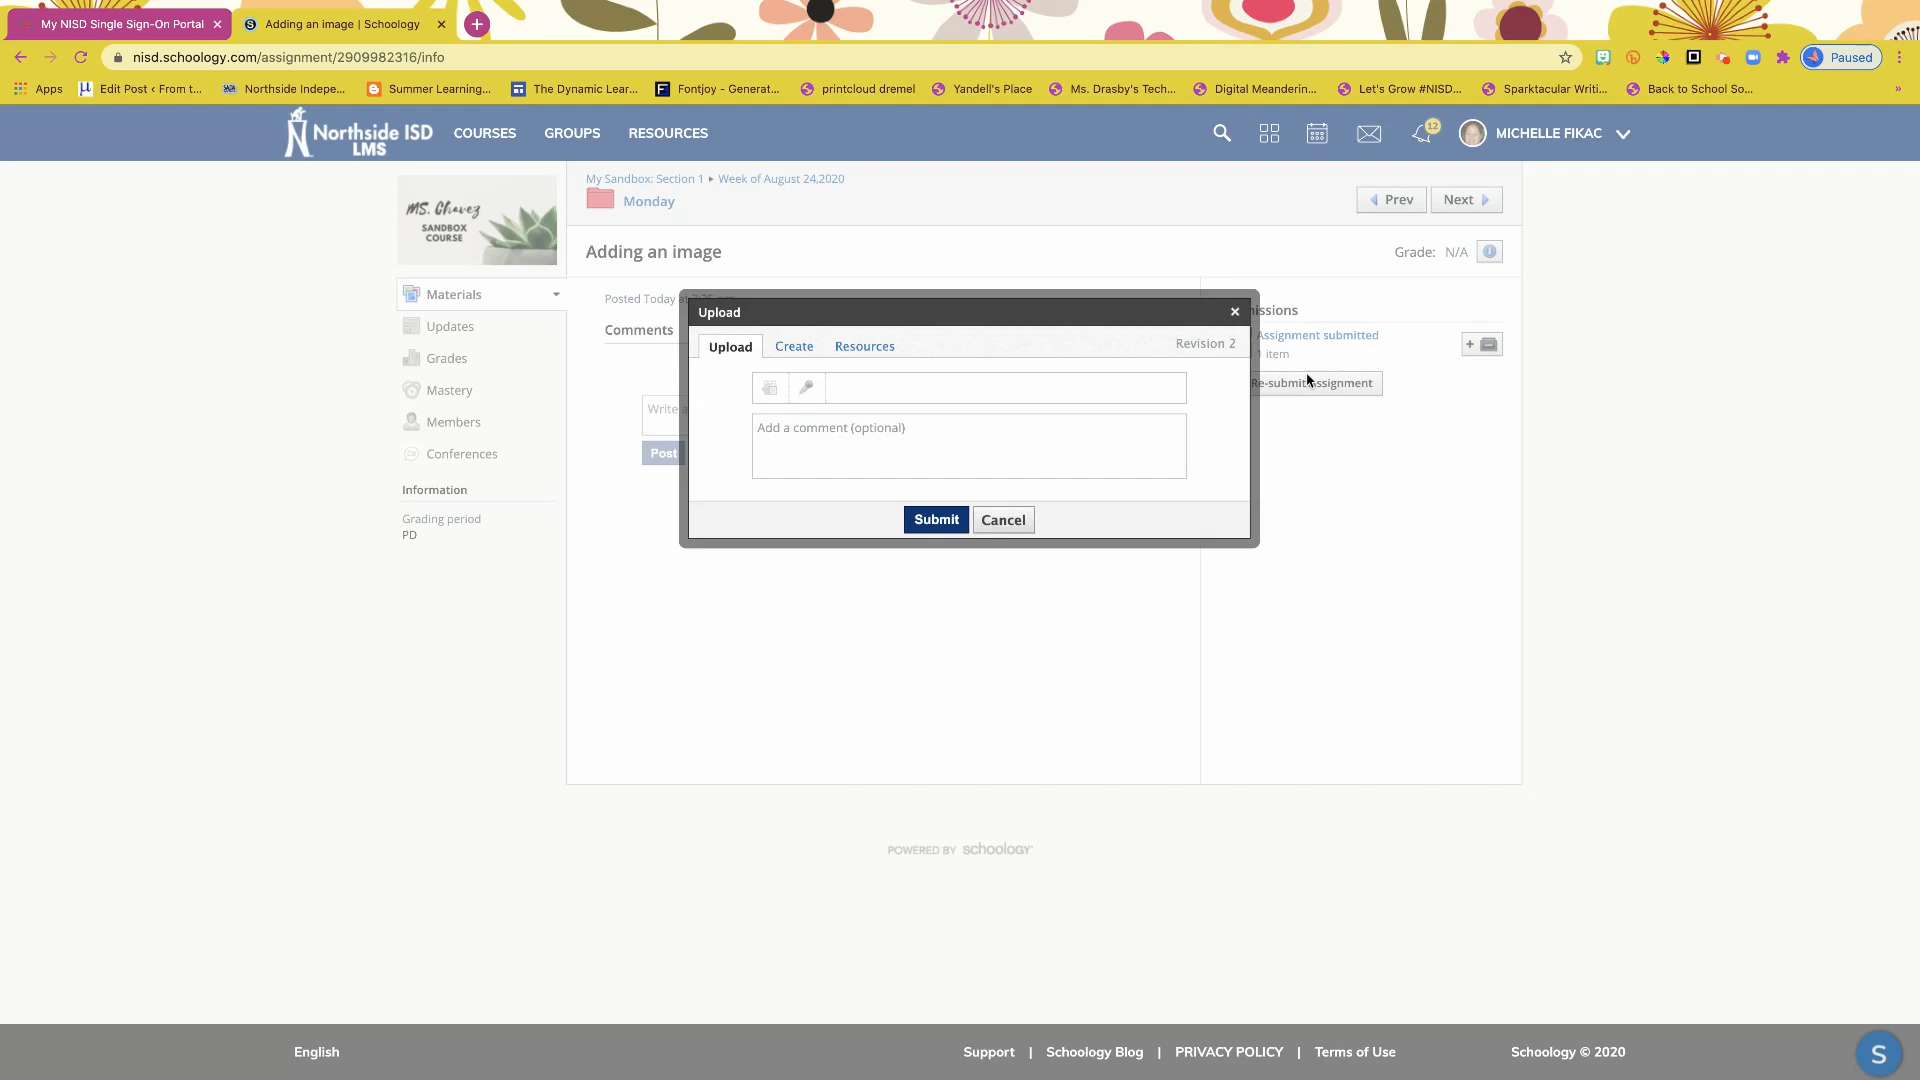 My NISD Single Sign-On Portal
Adding an image | Schoology
nisd.schoology.com/assignment/2909982316/info
Paused
Apps
Edit Post ‹ From t...
Northside Indepe...
Summer Learning...
The Dynamic Lear...
Fontjoy - Generat...
printcloud dremel
Yandell's Place
Ms. Drasby's Tech...
Digital Meanderin...
Let's Grow #NISD...
Sparktacular Writi...
Back to School So...
Northside ISD
LMS
COURSES
GROUPS
RESOURCES
12
MICHELLE FIKAC
MS. Chavez
SANDBOX
COURSE
Materials
Updates
Grades
Mastery
Members
Conferences
Information
Grading period
PD
My Sandbox: Section 1 ▸ Week of August 24,2020
Monday
Prev
Next
Adding an image
Grade: N/A
Posted Today at
Comments
Write a
Post
Upload
Upload
Create
Resources
Revision 2
Add a comment (optional)
Submit
Cancel
issions
Assignment submitted
1 item
Re-submit Assignment
POWERED BY schoology
English
Support | Schoology Blog | PRIVACY POLICY | Terms of Use
Schoology © 2020
S